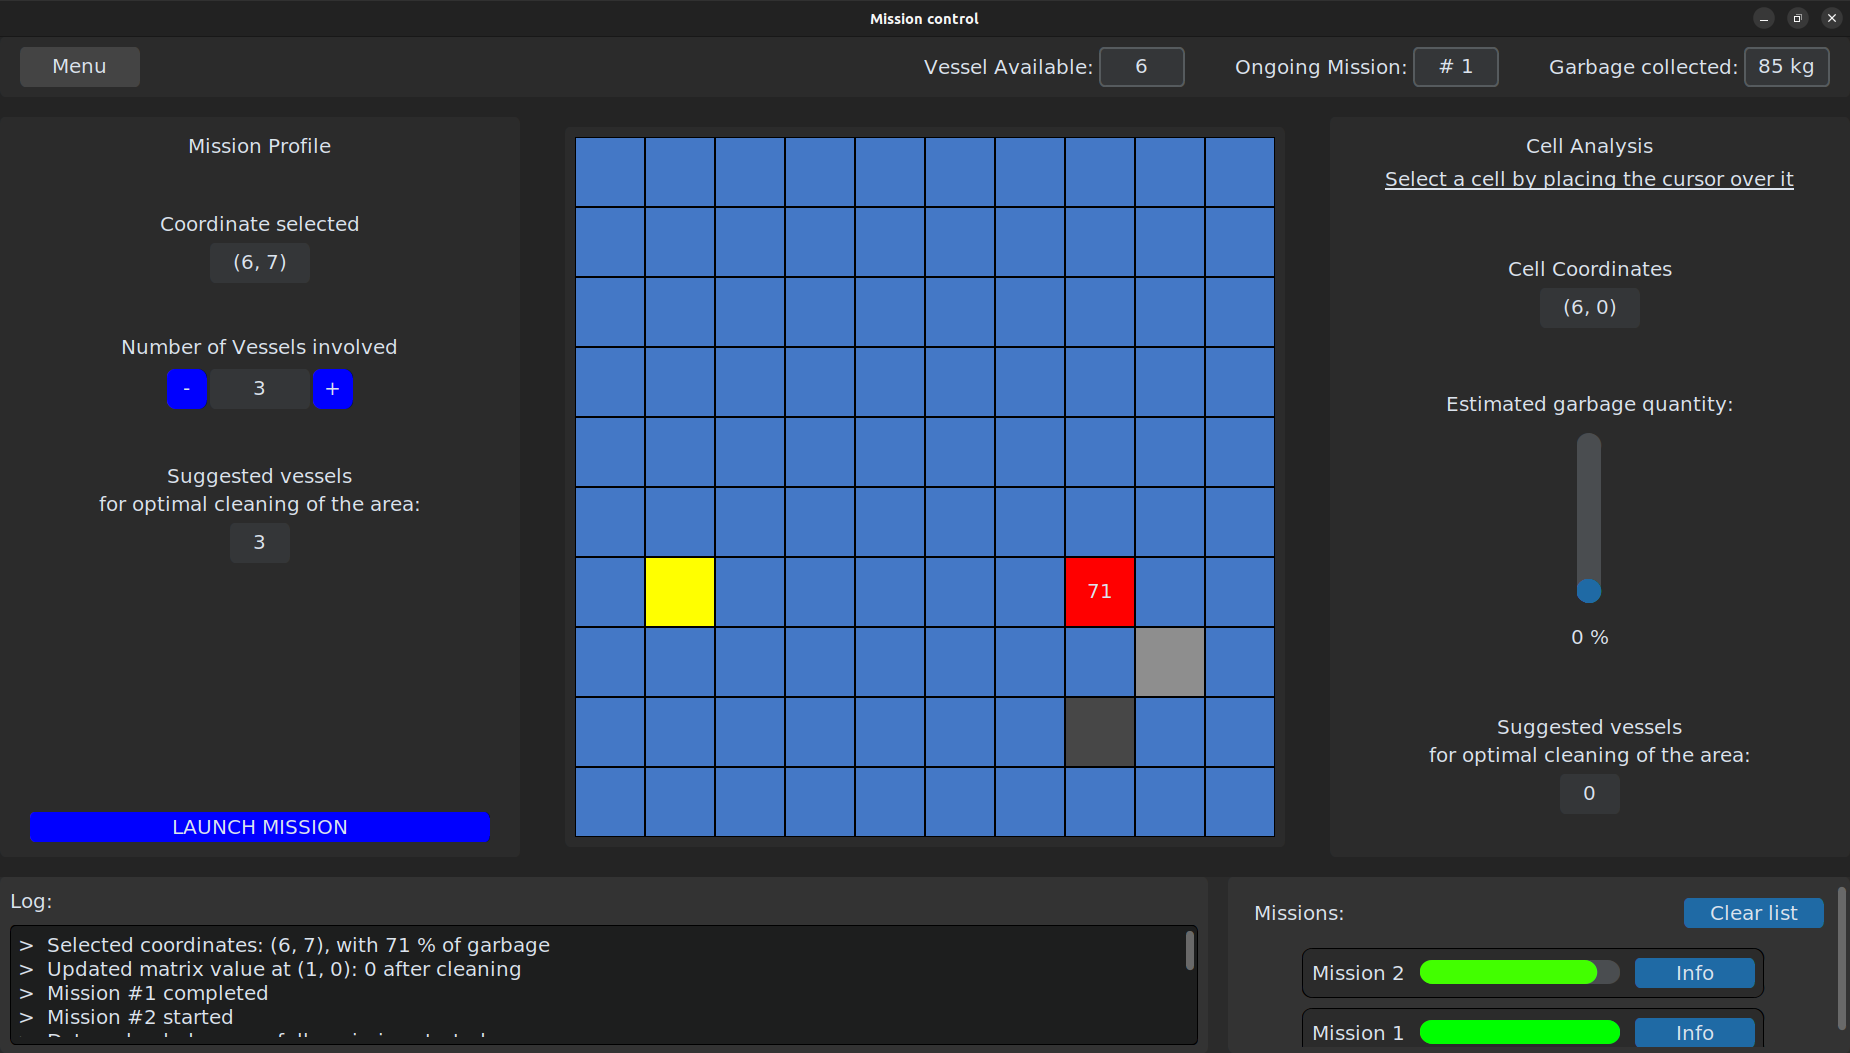 Mission control
Menu
Vessel Available: 6
Ongoing Mission: # 1
Garbage collected: 85 kg
Mission Profile
Coordinate selected
(6, 7)
Number of Vessels involved
- 3 +
Suggested vessels
for optimal cleaning of the area:
3
LAUNCH MISSION
71
Cell Analysis
Select a cell by placing the cursor over it
Cell Coordinates
(6, 0)
Estimated garbage quantity:
0 %
Suggested vessels
for optimal cleaning of the area:
0
Log:
> Selected coordinates: (6, 7), with 71 % of garbage
> Updated matrix value at (1, 0): 0 after cleaning
> Mission #1 completed
> Mission #2 started
Missions:
Clear list
Mission 2 Info
Mission 1 Info